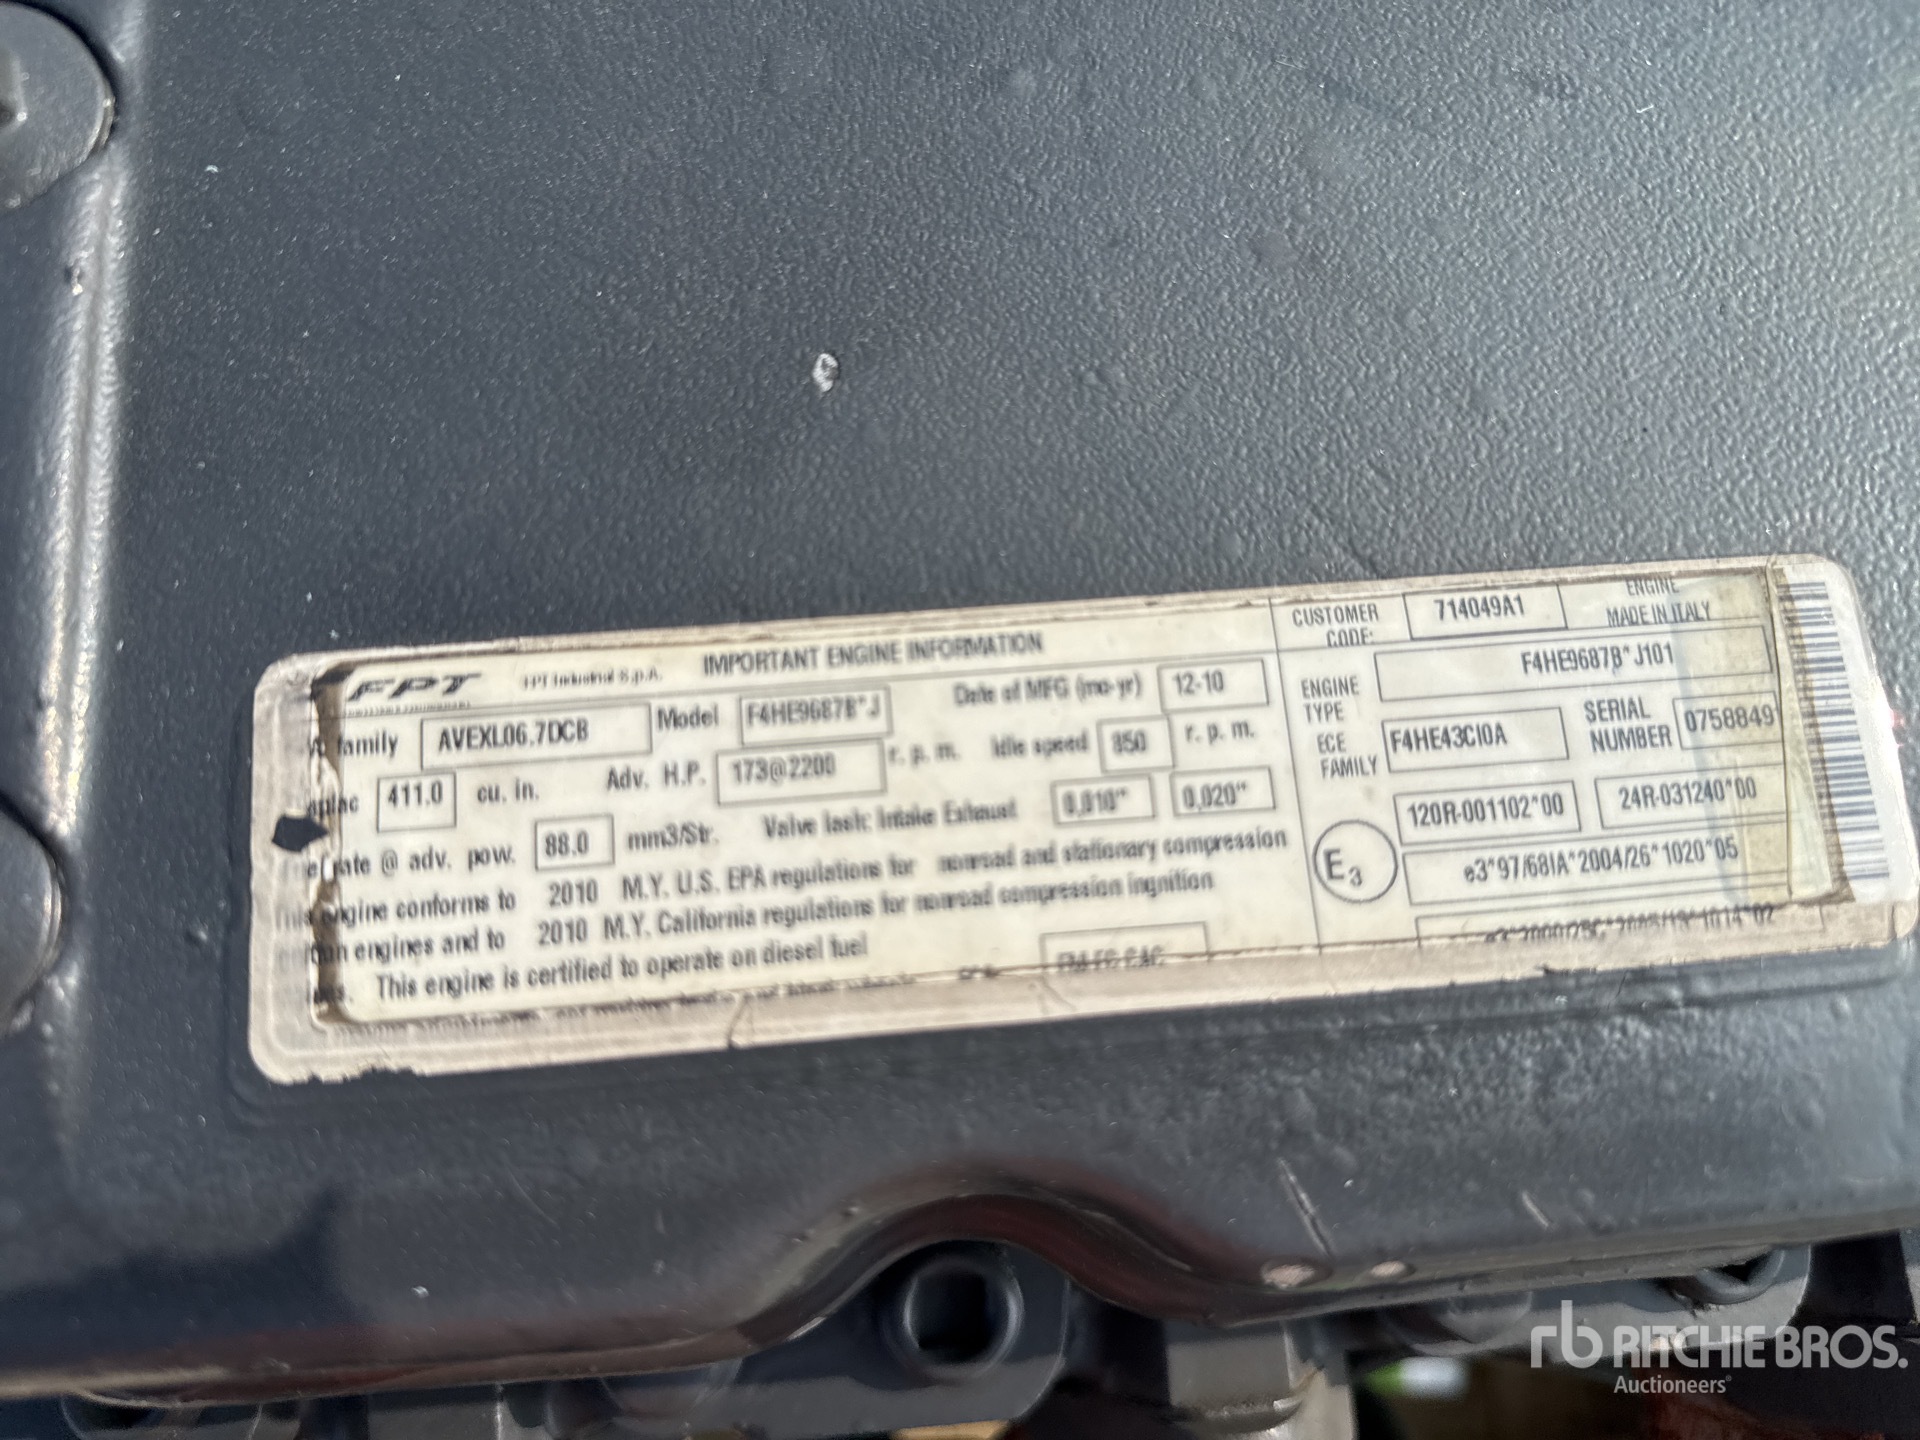 FPT FPT Industrial S.p.A. IMPORTANT ENGINE INFORMATION
family AVEXL06.7DCB Model F4HE9687B*J Date of MFG (mo-yr) 12-10
411.0 cu. in. Adv. H.P. 173@2200 r. p. m. Idle speed 850 r. p. m.
rate @ adv. pow. 88.0 mm3/Str. Valve lash: Intake Exhaust 0,010" 0,020"
engine conforms to 2010 M.Y. U.S. EPA regulations for nonroad and stationary compression
engines and to 2010 M.Y. California regulations for nonroad compression ingnition
This engine is certified to operate on diesel fuel
CUSTOMER CODE: 714049A1 ENGINE MADE IN ITALY
ENGINE TYPE F4HE9687B*J101
ECE FAMILY F4HE43CI0A SERIAL NUMBER 0758849
E3 120R-001102*00 24R-031240*00
e3*97/68IA*2004/26*1020*05
rb RITCHIE BROS.
Auctioneers